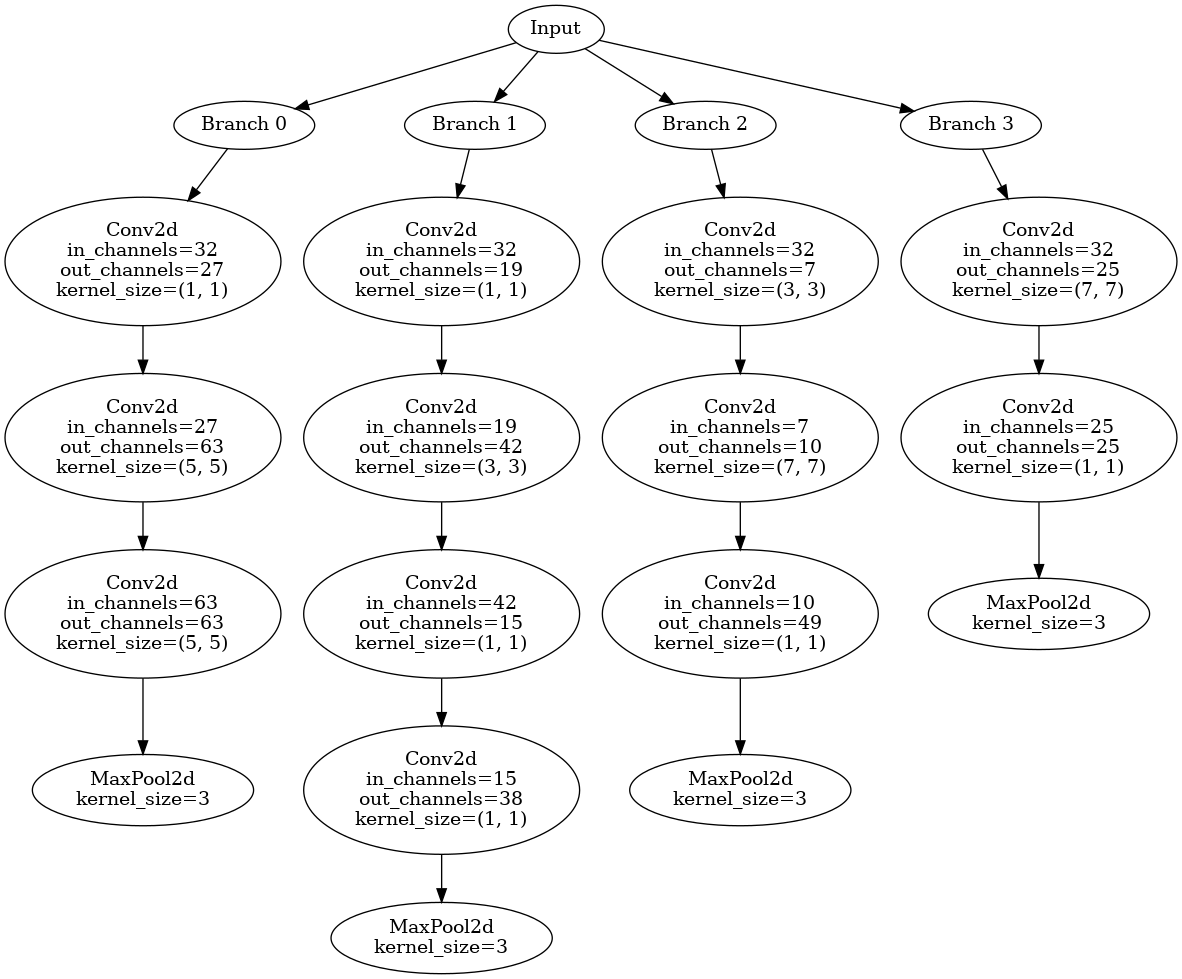 Input
Branch 0
Branch 1
Branch 2
Branch 3
Conv2d
in_channels=32
out_channels=27
kernel_size=(1, 1)
Conv2d
in_channels=32
out_channels=19
kernel_size=(1, 1)
Conv2d
in_channels=32
out_channels=7
kernel_size=(3, 3)
Conv2d
in_channels=32
out_channels=25
kernel_size=(7, 7)
Conv2d
in_channels=27
out_channels=63
kernel_size=(5, 5)
Conv2d
in_channels=19
out_channels=42
kernel_size=(3, 3)
Conv2d
in_channels=7
out_channels=10
kernel_size=(7, 7)
Conv2d
in_channels=25
out_channels=25
kernel_size=(1, 1)
Conv2d
in_channels=63
out_channels=63
kernel_size=(5, 5)
Conv2d
in_channels=42
out_channels=15
kernel_size=(1, 1)
Conv2d
in_channels=10
out_channels=49
kernel_size=(1, 1)
MaxPool2d
kernel_size=3
MaxPool2d
kernel_size=3
Conv2d
in_channels=15
out_channels=38
kernel_size=(1, 1)
MaxPool2d
kernel_size=3
MaxPool2d
kernel_size=3